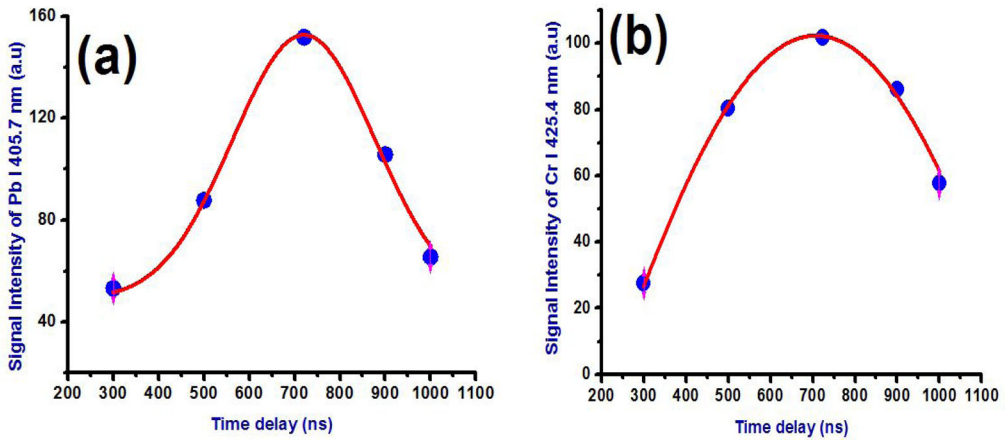 (a)
Signal Intensity of Pb I 405.7 nm (a.u)
160
120
80
40
200 300 400 500 600 700 800 900 1000 1100
Time delay (ns)
(b)
Signal Intensity of Cr I 425.4 nm (a.u)
100
80
60
40
20
0
200 300 400 500 600 700 800 900 1000 1100
Time delay (ns)